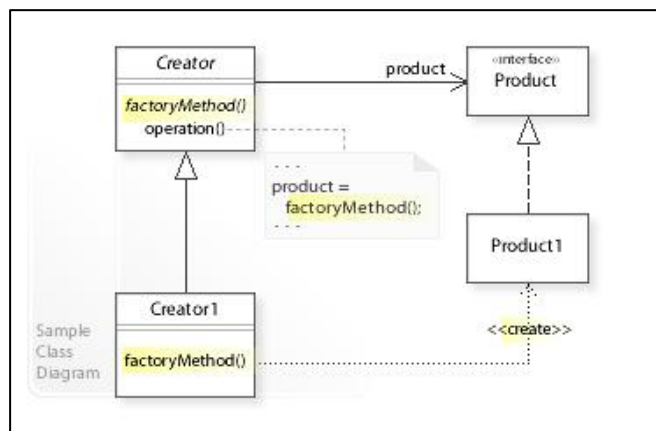 Creator
factoryMethod()
operation()
product
«interface»
Product
. . . .
product =
factoryMethod();
. . .
Product1
Creator1
factoryMethod()
<<create>>
Sample
Class
Diagram